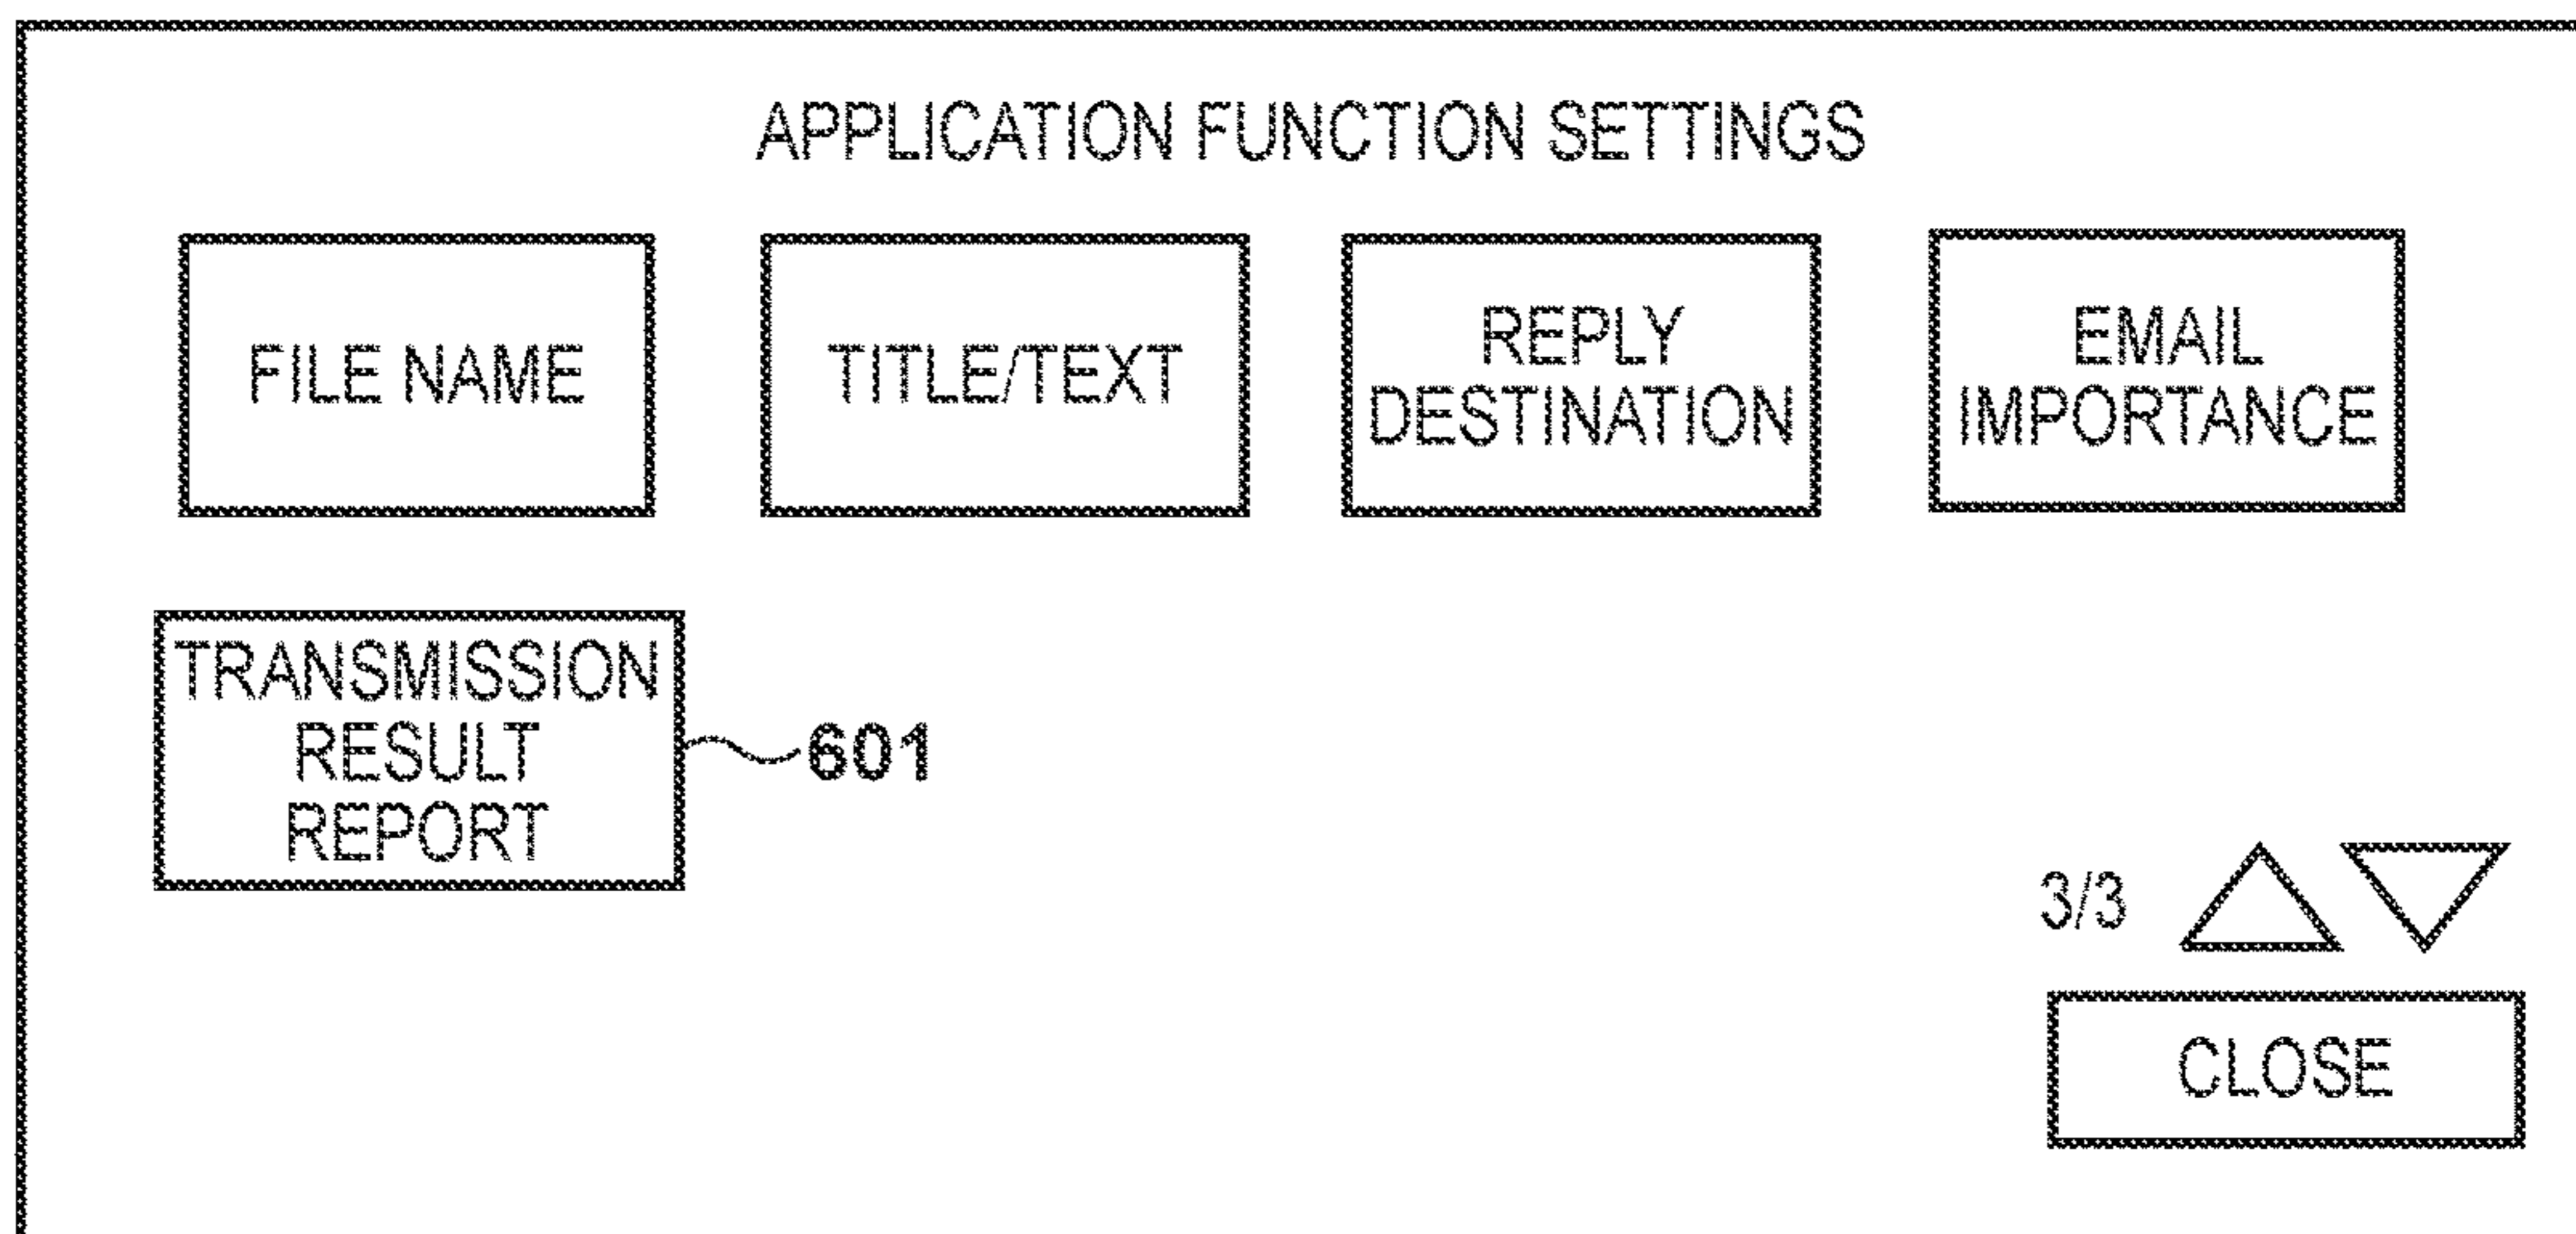 APPLICATION FUNCTION SETTINGS
FILE NAME
TITLE/TEXT
REPLY
DESTINATION
EMAIL
IMPORTANCE
TRANSMISSION
RESULT
REPORT
601
3/3
CLOSE